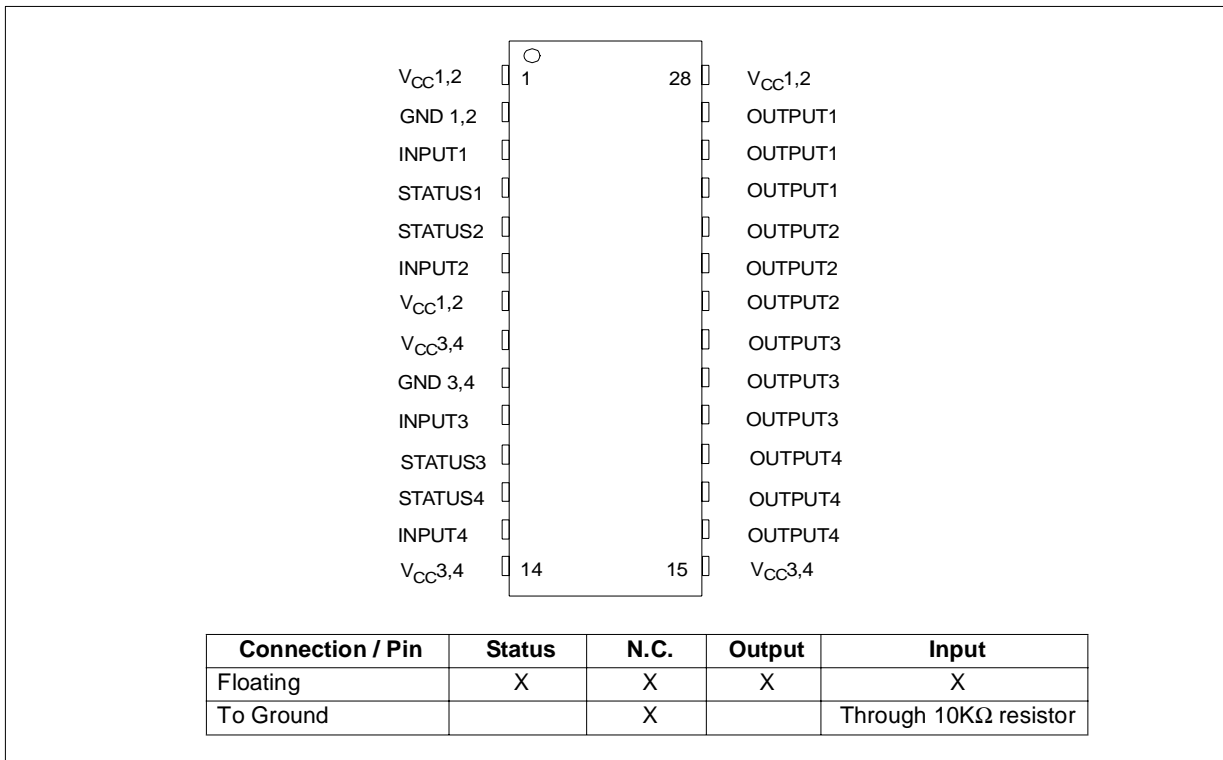 VCC1,2 1 28 VCC1,2
GND 1,2 OUTPUT1
INPUT1 OUTPUT1
STATUS1 OUTPUT1
STATUS2 OUTPUT2
INPUT2 OUTPUT2
VCC1,2 OUTPUT2
VCC3,4 OUTPUT3
GND 3,4 OUTPUT3
INPUT3 OUTPUT3
STATUS3 OUTPUT4
STATUS4 OUTPUT4
INPUT4 OUTPUT4
VCC3,4 14 15 VCC3,4
Connection / Pin Status N.C. Output Input
Floating X X X X
To Ground X Through 10KΩ resistor